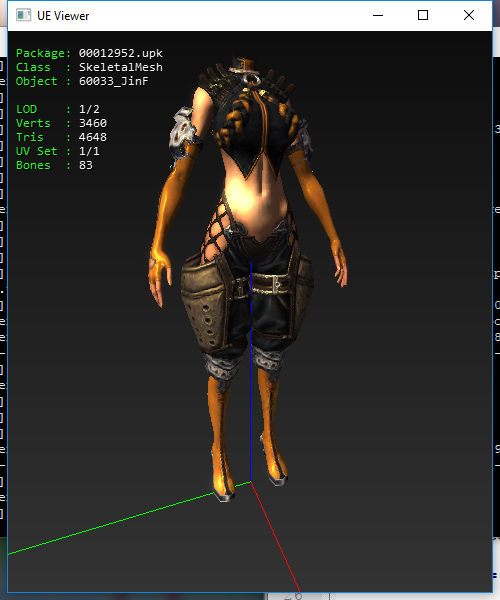 UE Viewer
Package: 00012952.upk
Class : SkeletalMesh
Object : 60033_JinF
LOD : 1/2
Verts : 3460
Tris : 4648
UV Set : 1/1
Bones : 83